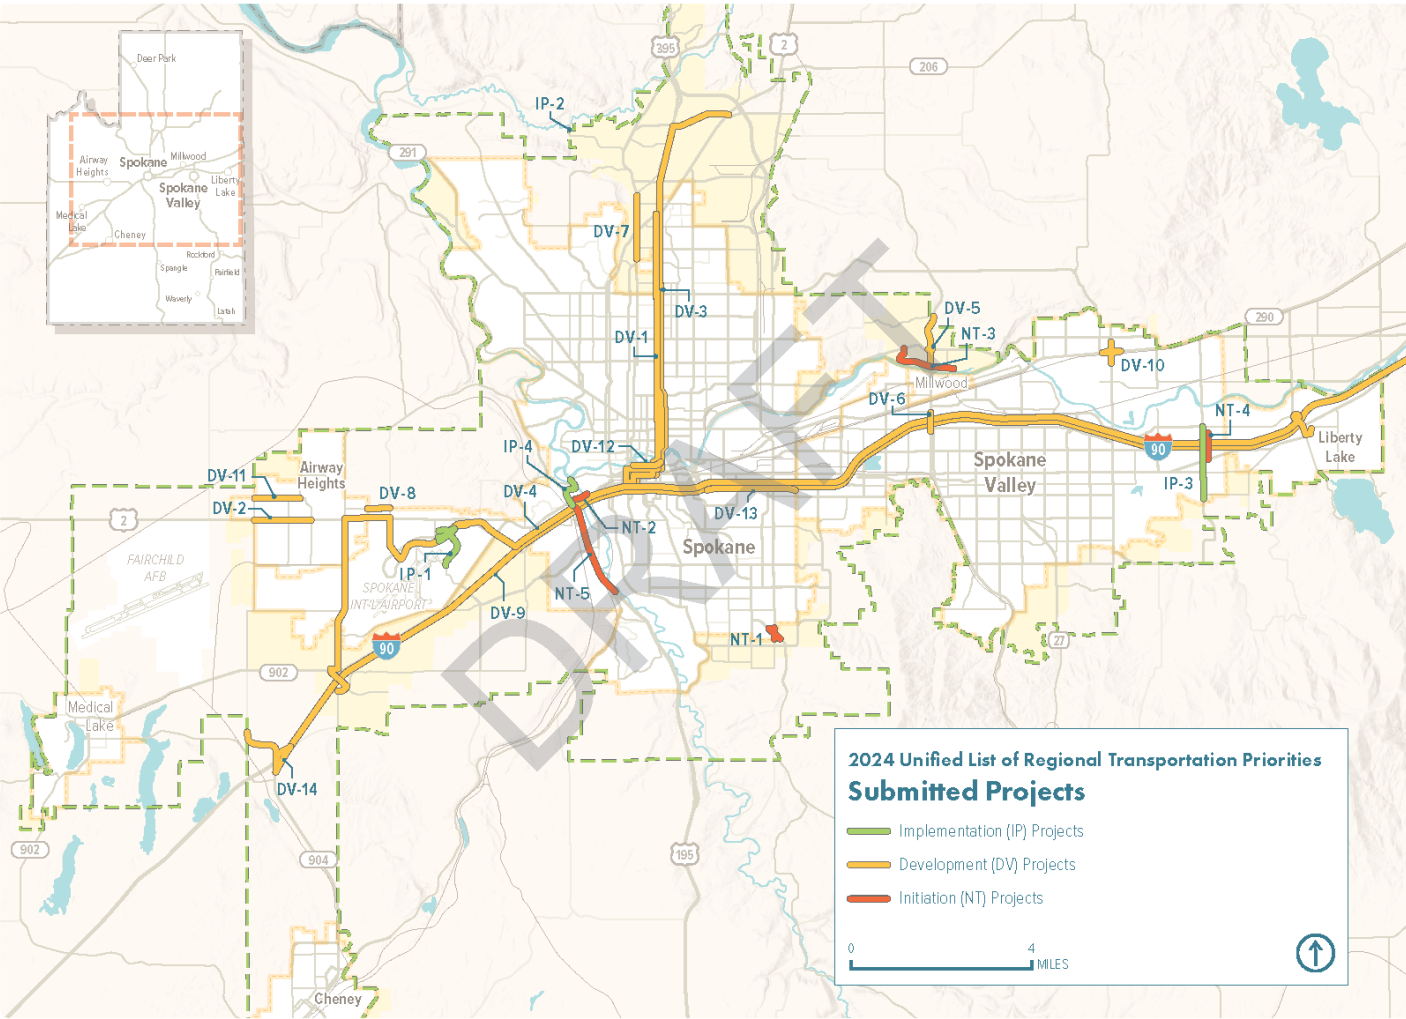 Deer Park
Airway
Heights
Spokane
Millwood
Spokane
Valley
Liberty
Lake
Medical
Lake
Cheney
Rockford
Spangle
Fairfield
Waverly
Latah
395
2
206
IP-2
291
DV-7
DV-3
DV-1
DV-5
NT-3
290
Millwood
DV-10
DV-6
NT-4
90
Liberty
Lake
IP-3
Spokane
Valley
IP-4
DV-12
DV-4
DV-13
NT-2
Spokane
DV-11
DV-2
Airway
Heights
DV-8
2
FAIRCHILD
AFB
IP-1
SPOKANE
INT'L AIRPORT
NT-5
DV-9
NT-1
27
90
902
Medical
Lake
DV-14
902
904
195
Cheney
DRAFT
2024 Unified List of Regional Transportation Priorities
Submitted Projects
Implementation (IP) Projects
Development (DV) Projects
Initiation (NT) Projects
0 4
MILES